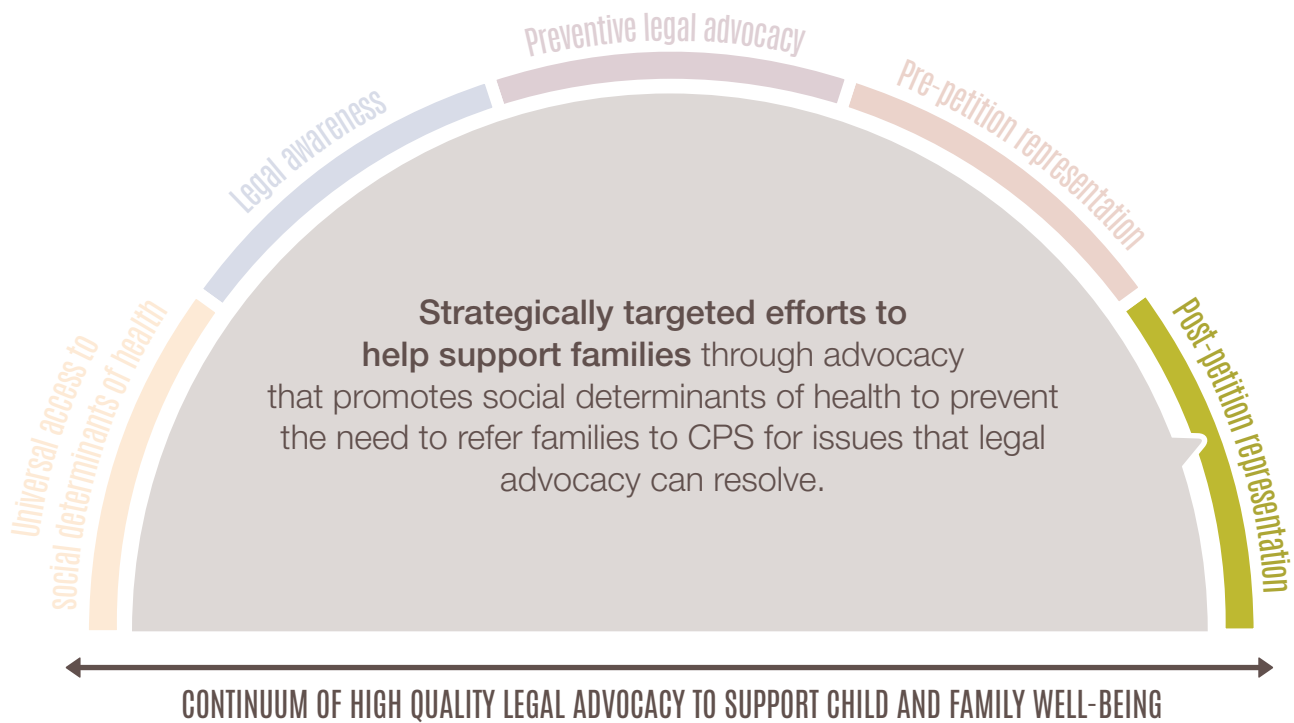 Preventive legal advocacy
Legal awareness
Pre-petition representation
Universal access to
social determinants of health
Post-petition representation
Strategically targeted efforts to
help support families through advocacy
that promotes social determinants of health to prevent
the need to refer families to CPS for issues that legal
advocacy can resolve.
CONTINUUM OF HIGH QUALITY LEGAL ADVOCACY TO SUPPORT CHILD AND FAMILY WELL-BEING